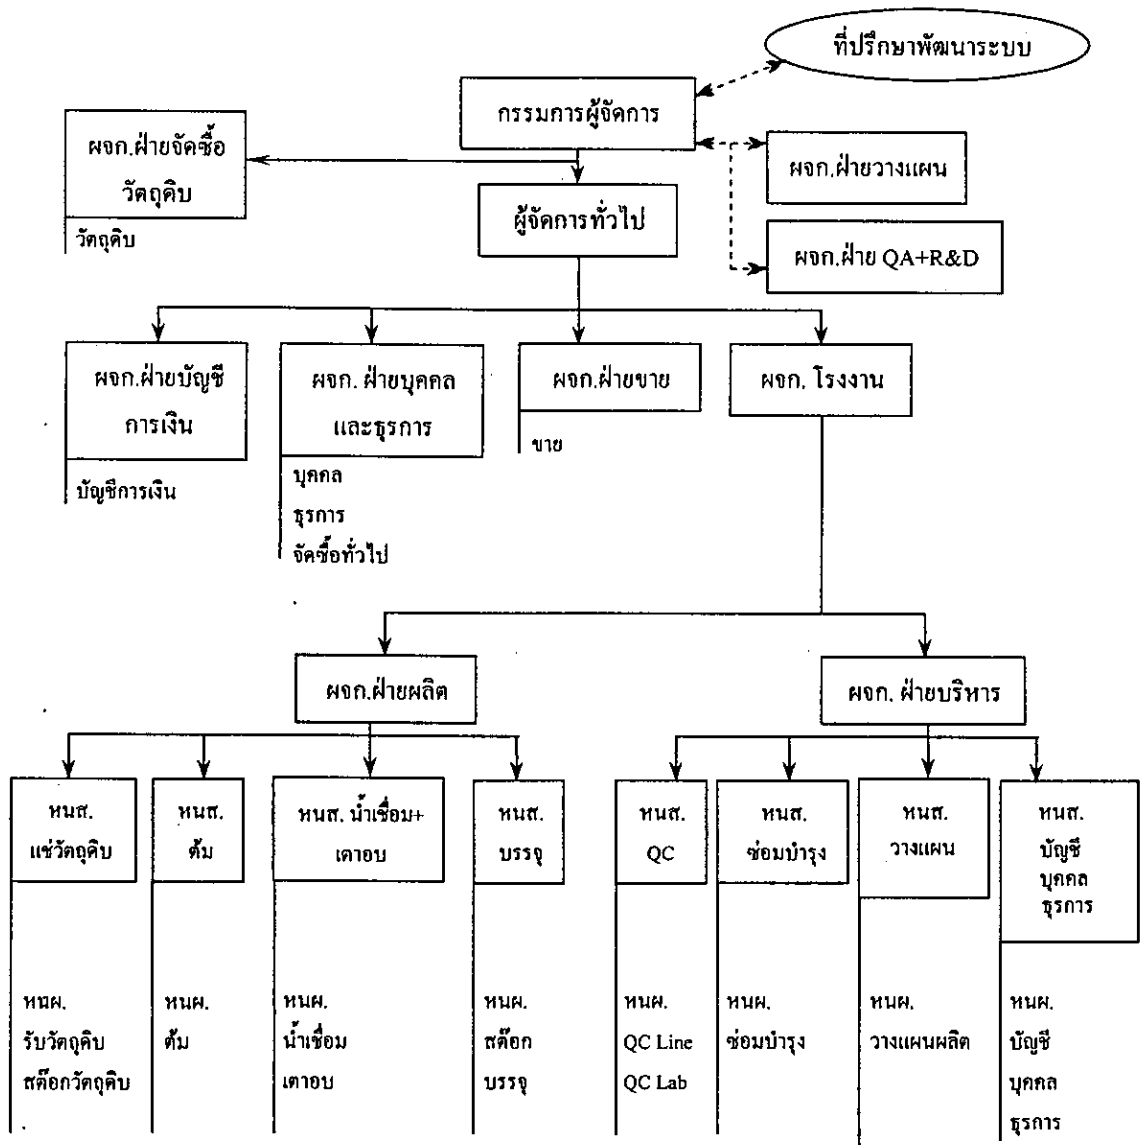 ที่ปรึกษาพัฒนาระบบ
กรรมการผู้จัดการ
ผจก.ฝ่ายจัดซื้อ
วัตถุดิบ
วัตถุดิบ
ผจก.ฝ่ายวางแผน
ผู้จัดการทั่วไป
ผจก.ฝ่าย QA+R&D
ผจก.ฝ่ายบัญชี
การเงิน
บัญชีการเงิน
ผจก. ฝ่ายบุคคล
และธุรการ
บุคคล
ธุรการ
จัดซื้อทั่วไป
ผจก.ฝ่ายขาย
ขาย
ผจก. โรงงาน
ผจก.ฝ่ายผลิต
ผจก. ฝ่ายบริหาร
หนส.
แช่วัตถุดิบ
หนผ.
รับวัตถุดิบ
สต๊อกวัตถุดิบ
หนส.
ต้ม
หนผ.
ต้ม
หนส. น้ำเชื่อม+
เตาอบ
หนผ.
น้ำเชื่อม
เตาอบ
หนส.
บรรจุ
หนผ.
สต๊อก
บรรจุ
หนส.
QC
หนผ.
QC Line
QC Lab
หนส.
ซ่อมบำรุง
หนผ.
ซ่อมบำรุง
หนส.
วางแผน
หนผ.
วางแผนผลิต
หนส.
บัญชี
บุคคล
ธุรการ
หนผ.
บัญชี
บุคคล
ธุรการ